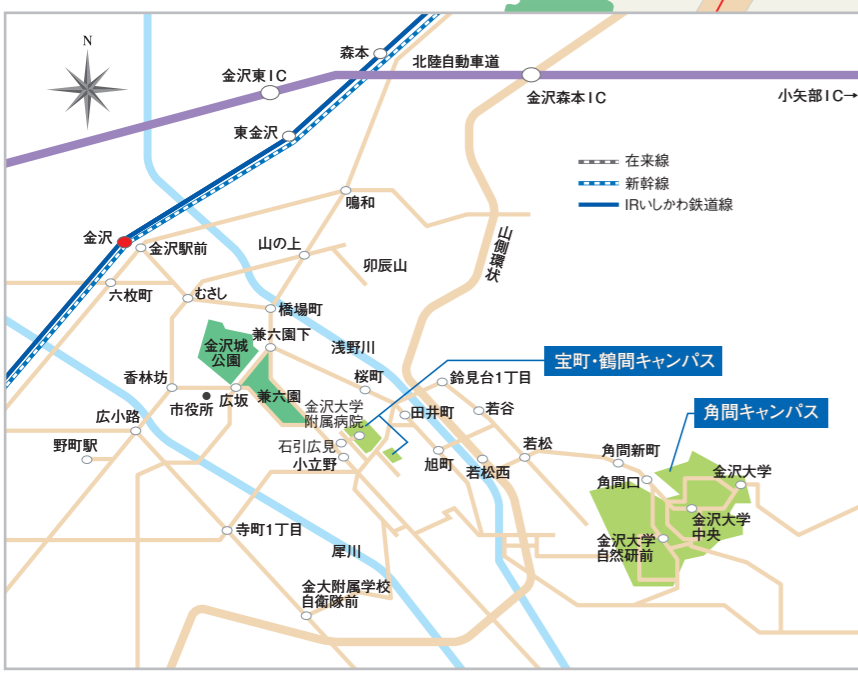 N
森本
北陸自動車道
金沢東IC
金沢森本IC
小矢部IC→
東金沢
在来線
新幹線
IRいしかわ鉄道線
鳴和
山側環状
金沢
金沢駅前
山の上
卯辰山
六枚町
むさし
橋場町
兼六園下
浅野川
金沢城
公園
宝町・鶴間キャンパス
香林坊
桜町
鈴見台1丁目
市役所
広坂
兼六園
金沢大学
附属病院
田井町
若谷
角間キャンパス
広小路
野町駅
石引広見
小立野
旭町
若松西
若松
角間新町
角間口
金沢大学
金沢大学
中央
金沢大学
自然研前
寺町1丁目
犀川
金大附属学校
自衛隊前